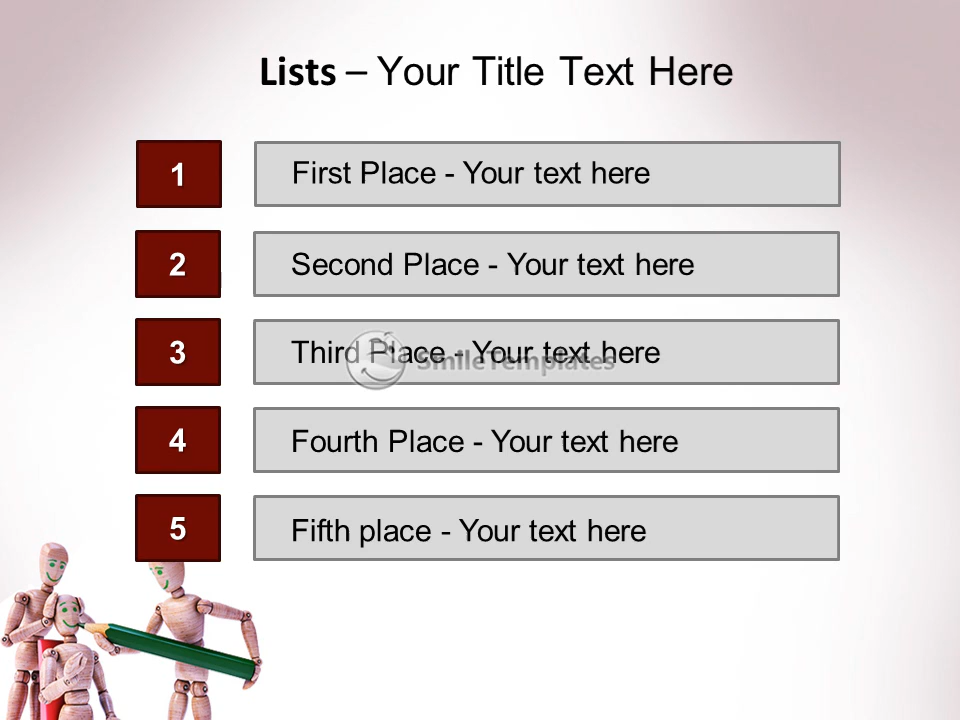 Lists – Your Title Text Here
1 First Place - Your text here
2 Second Place - Your text here
3 Third Place - Your text here
SmileTemplates
4 Fourth Place - Your text here
5 Fifth place - Your text here